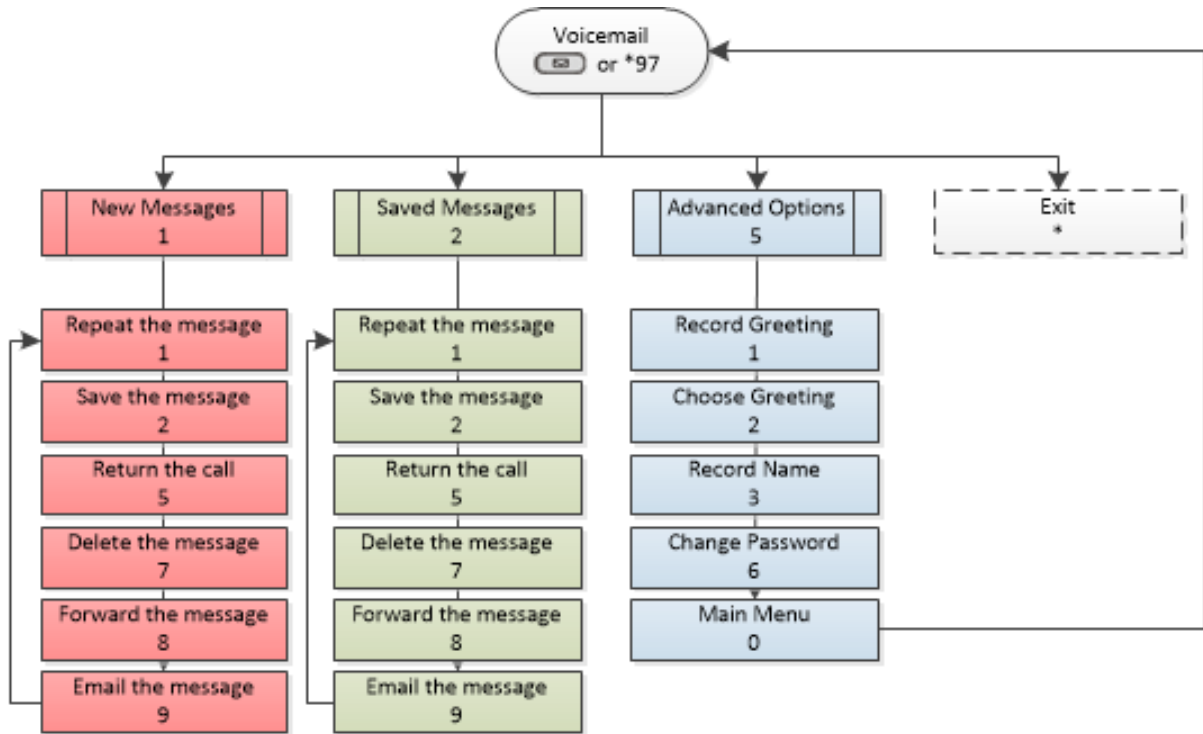 Voicemail
or *97
New Messages
1
Saved Messages
2
Advanced Options
5
Exit
*
Repeat the message
1
Save the message
2
Return the call
5
Delete the message
7
Forward the message
8
Email the message
9
Repeat the message
1
Save the message
2
Return the call
5
Delete the message
7
Forward the message
8
Email the message
9
Record Greeting
1
Choose Greeting
2
Record Name
3
Change Password
6
Main Menu
0